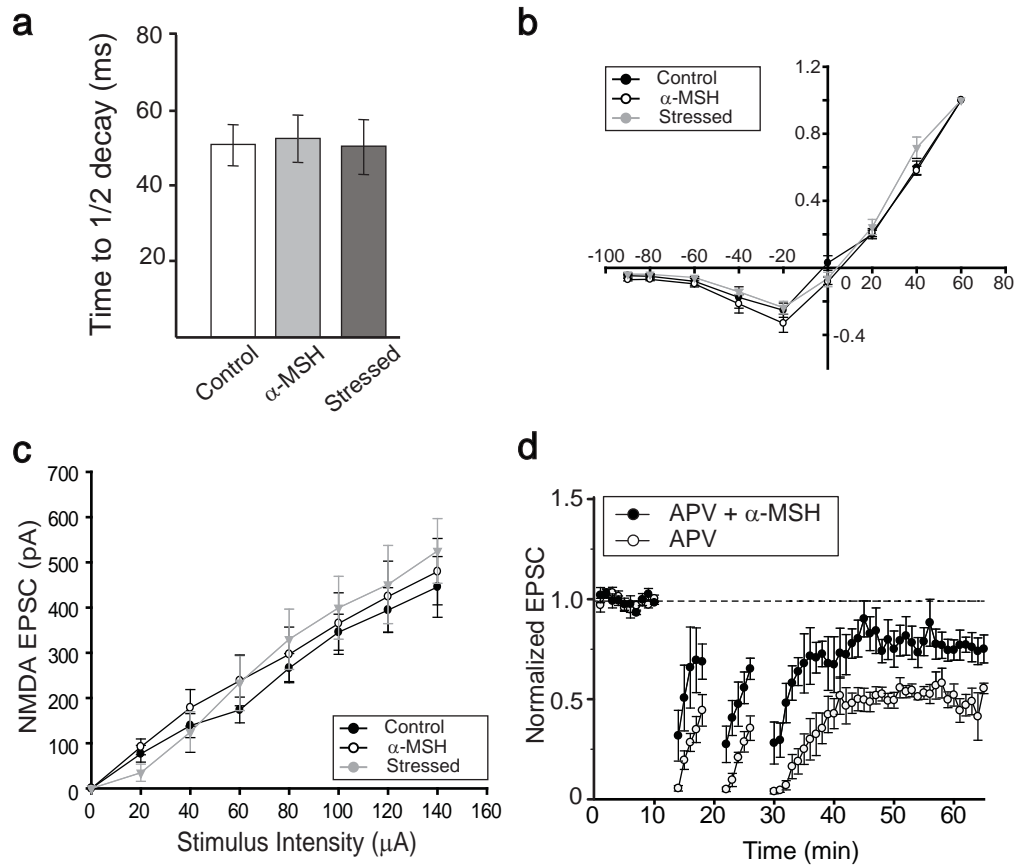 a
Time to 1/2 decay (ms)
80
60
40
20
Control
α-MSH
Stressed
b
Control
α-MSH
Stressed
1.2
0.8
0.4
-0.4
-100 -80 -60 -40 -20 0 20 40 60 80
c
NMDA EPSC (pA)
700
600
500
400
300
200
100
0
0 20 40 60 80 100 120 140 160
Stimulus Intensity (μA)
Control
α-MSH
Stressed
d
Normalized EPSC
1.5
1.0
0.5
0
APV + α-MSH
APV
0 10 20 30 40 50 60
Time (min)